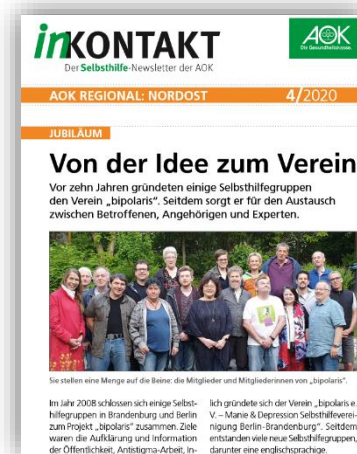 inKONTAKT
Der Selbsthilfe-Newsletter der AOK
AOK
Die Gesundheitskasse.
AOK REGIONAL: NORDOST
4/2020
JUBILÄUM
Von der Idee zum Verein
Vor zehn Jahren gründeten einige Selbsthilfegruppen
den Verein „bipolaris“. Seitdem sorgt er für den Austausch
zwischen Betroffenen, Angehörigen und Experten.
Sie stellen eine Menge auf die Beine: die Mitglieder und Mitgliederinnen von „bipolaris“.
Im Jahr 2008 schlossen sich einige Selbst-
hilfegruppen in Brandenburg und Berlin
zum Projekt „bipolaris“ zusammen. Ziele
waren die Aufklärung und Information
der Öffentlichkeit, Antistigma-Arbeit, In-
lich gründete sich der Verein „bipolaris e.
V. – Manie & Depression Selbsthilfeverei-
nigung Berlin-Brandenburg“. Seitdem
entstanden viele neue Selbsthilfegruppen,
darunter eine englischsprachige.